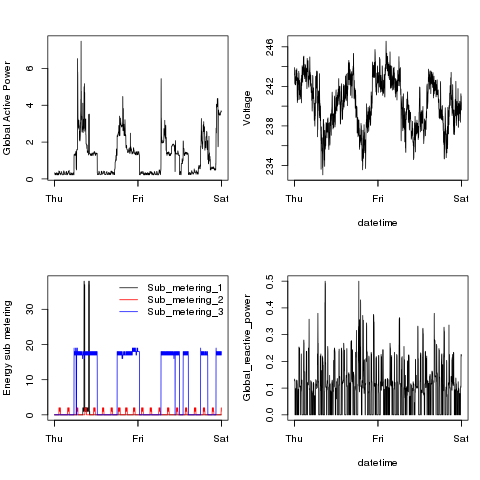 Global Active Power
0 2 4 6
Thu Fri Sat
Voltage
234 238 242 246
Thu Fri Sat
datetime
Energy sub metering
0 10 20 30
Sub_metering_1
Sub_metering_2
Sub_metering_3
Thu Fri Sat
Global_reactive_power
0.0 0.1 0.2 0.3 0.4 0.5
Thu Fri Sat
datetime